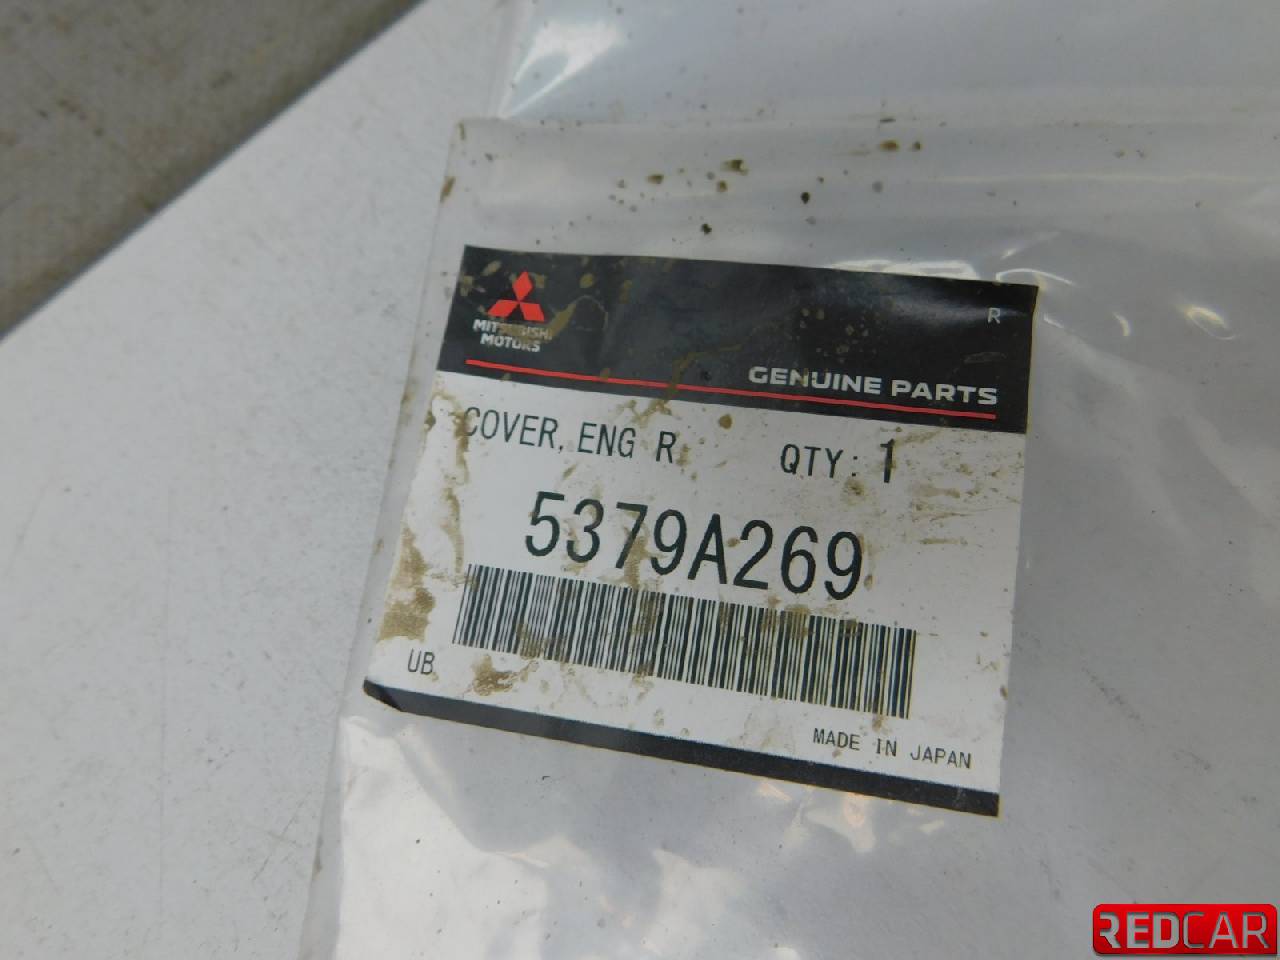 R
MITSUBISHI
MOTORS
GENUINE PARTS
COVER, ENG R QTY: 1
5379A269
UB
MADE IN JAPAN
REDCAR